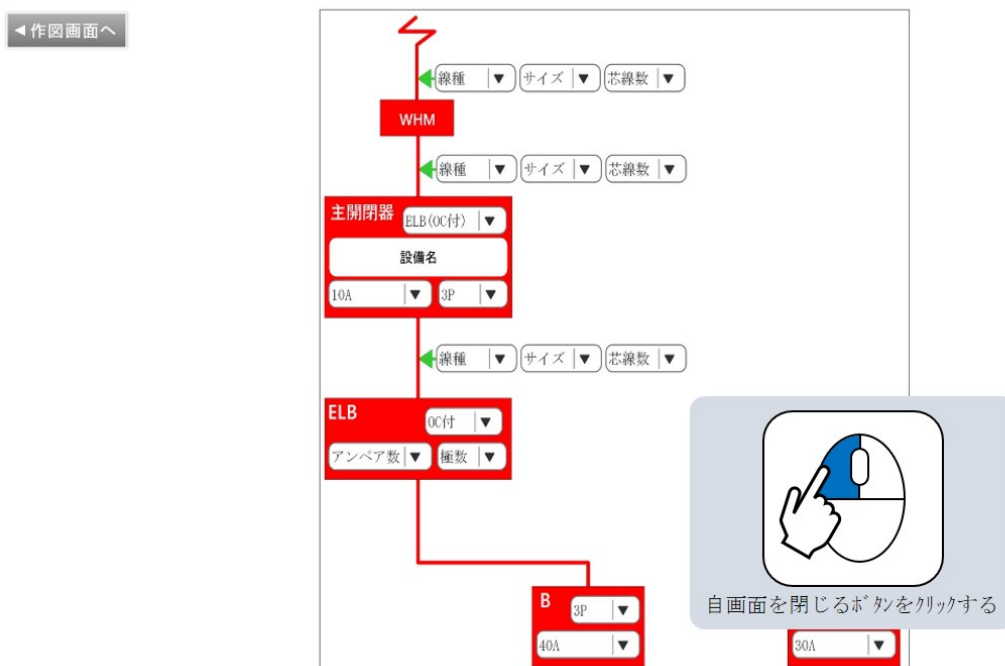 ◀作図画面へ
線種 ▼ サイズ ▼ 芯線数 ▼
WHM
線種 ▼ サイズ ▼ 芯線数 ▼
主開閉器 ELB(OC付) ▼
設備名
10A ▼ 3P ▼
線種 ▼ サイズ ▼ 芯線数 ▼
ELB OC付 ▼
アンペア数 ▼ 極数 ▼
B 3P ▼
40A ▼
30A ▼
自画面を閉じるﾎﾞﾀﾝをｸﾘｯｸする